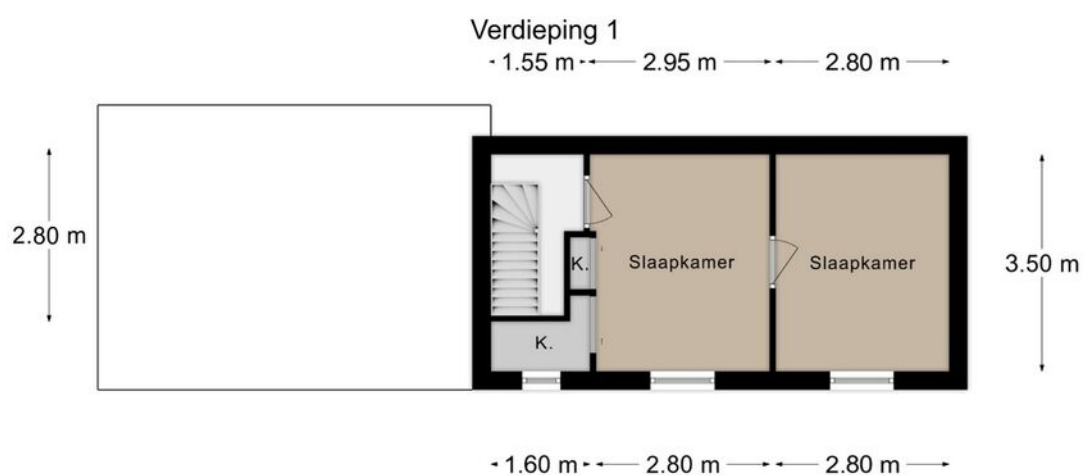 Verdieping 1
1.55 m 2.95 m 2.80 m
2.80 m
3.50 m
K. Slaapkamer Slaapkamer
K.
1.60 m 2.80 m 2.80 m